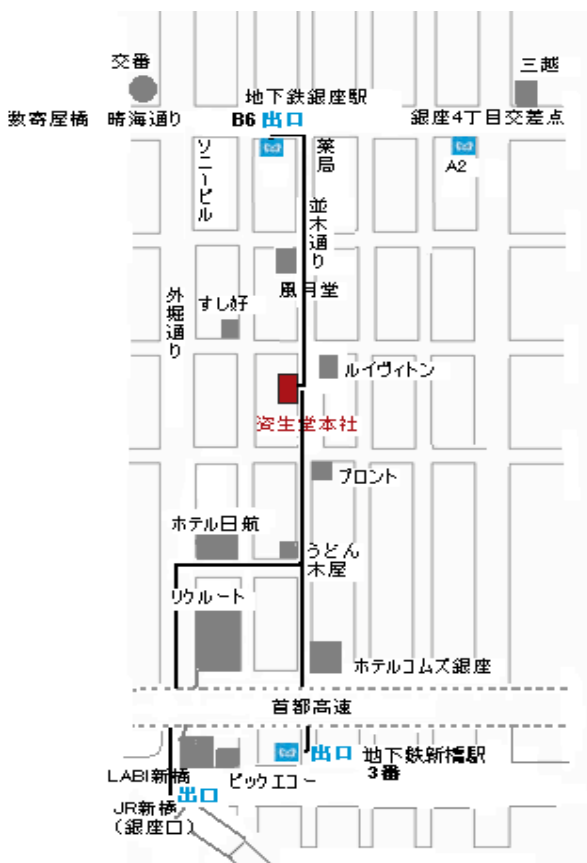 交番
三越
地下鉄銀座駅
数寄屋橋 晴海通り
B6 出口
銀座4丁目交差点
ソニービル
薬局
A2
並木通り
風月堂
外堀通り
すし好
ルイヴィトン
資生堂本社
プロント
ホテル日航
うどん
木屋
リクルート
ホテルコムズ銀座
首都高速
出口 地下鉄新橋駅
3番
LABI新橋
ビックエコー
出口
JR新橋
(銀座口)